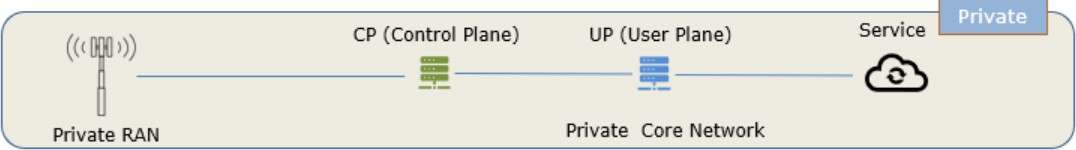 Private
CP (Control Plane)
UP (User Plane)
Service
Private RAN
Private Core Network